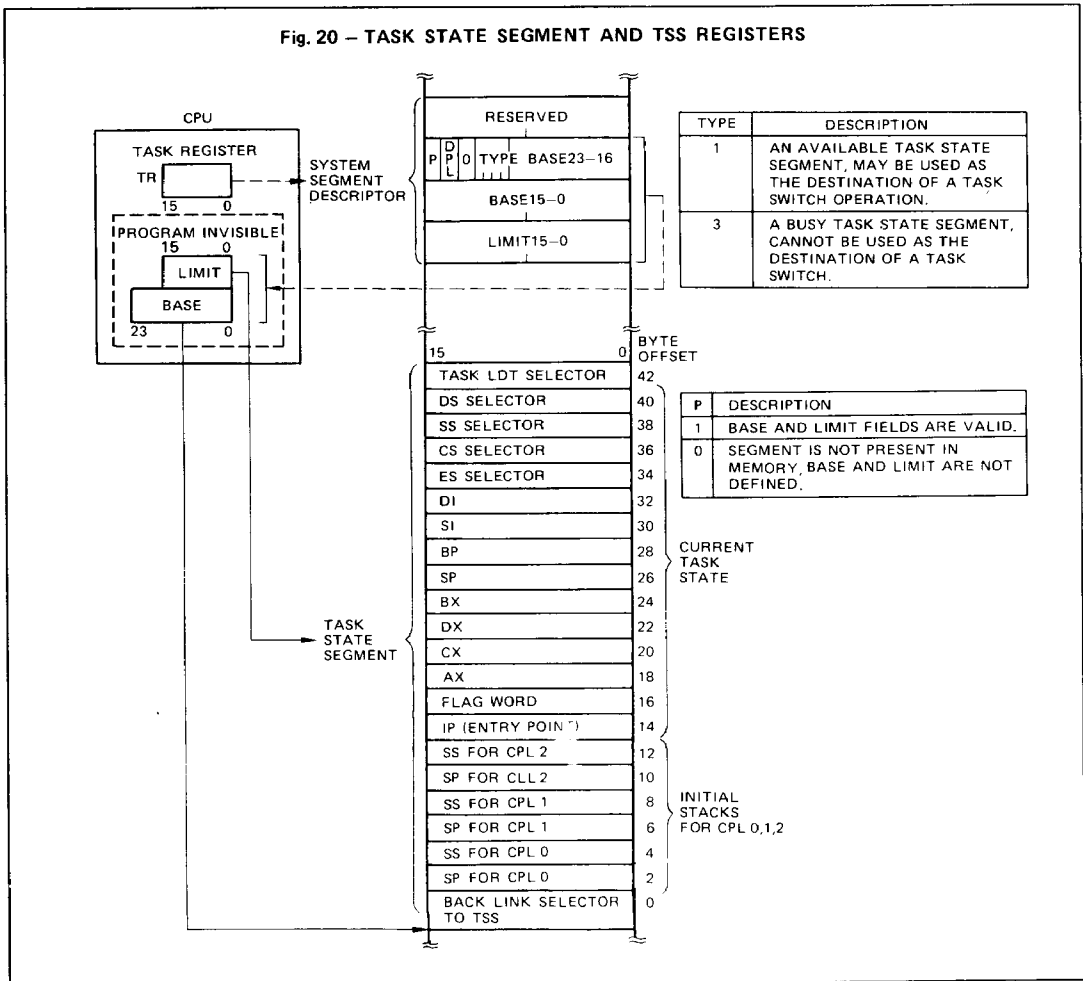 Fig. 20 – TASK STATE SEGMENT AND TSS REGISTERS
CPU
TASK REGISTER
TR
15 0
PROGRAM INVISIBLE
15 0
LIMIT
BASE
23 0
SYSTEM
SEGMENT
DESCRIPTOR
RESERVED
P DPL 0 TYPE BASE23–16
BASE15–0
LIMIT15–0
TYPE DESCRIPTION
1 AN AVAILABLE TASK STATE
SEGMENT, MAY BE USED AS
THE DESTINATION OF A TASK
SWITCH OPERATION.
3 A BUSY TASK STATE SEGMENT,
CANNOT BE USED AS THE
DESTINATION OF A TASK
SWITCH.
15 0
BYTE
OFFSET
TASK LDT SELECTOR 42
DS SELECTOR 40
SS SELECTOR 38
CS SELECTOR 36
ES SELECTOR 34
DI 32
SI 30
BP 28
SP 26
BX 24
DX 22
CX 20
AX 18
FLAG WORD 16
IP (ENTRY POINT) 14
SS FOR CPL 2 12
SP FOR CLL 2 10
SS FOR CPL 1 8
SP FOR CPL 1 6
SS FOR CPL 0 4
SP FOR CPL 0 2
BACK LINK SELECTOR 0
TO TSS
TASK
STATE
SEGMENT
P DESCRIPTION
1 BASE AND LIMIT FIELDS ARE VALID.
0 SEGMENT IS NOT PRESENT IN
MEMORY, BASE AND LIMIT ARE NOT
DEFINED.
CURRENT
TASK
STATE
INITIAL
STACKS
FOR CPL 0,1,2